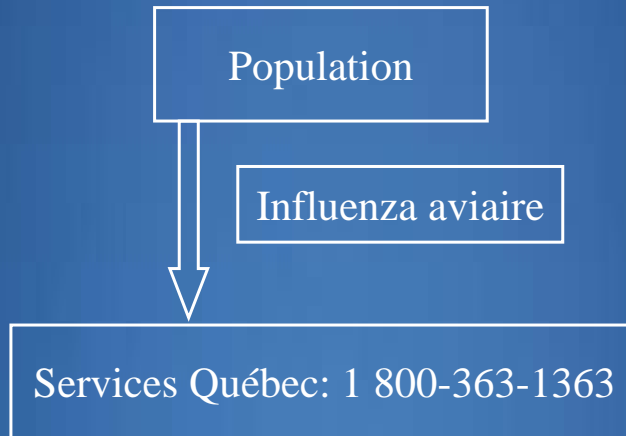 Population
Influenza aviaire
Services Québec: 1 800-363-1363